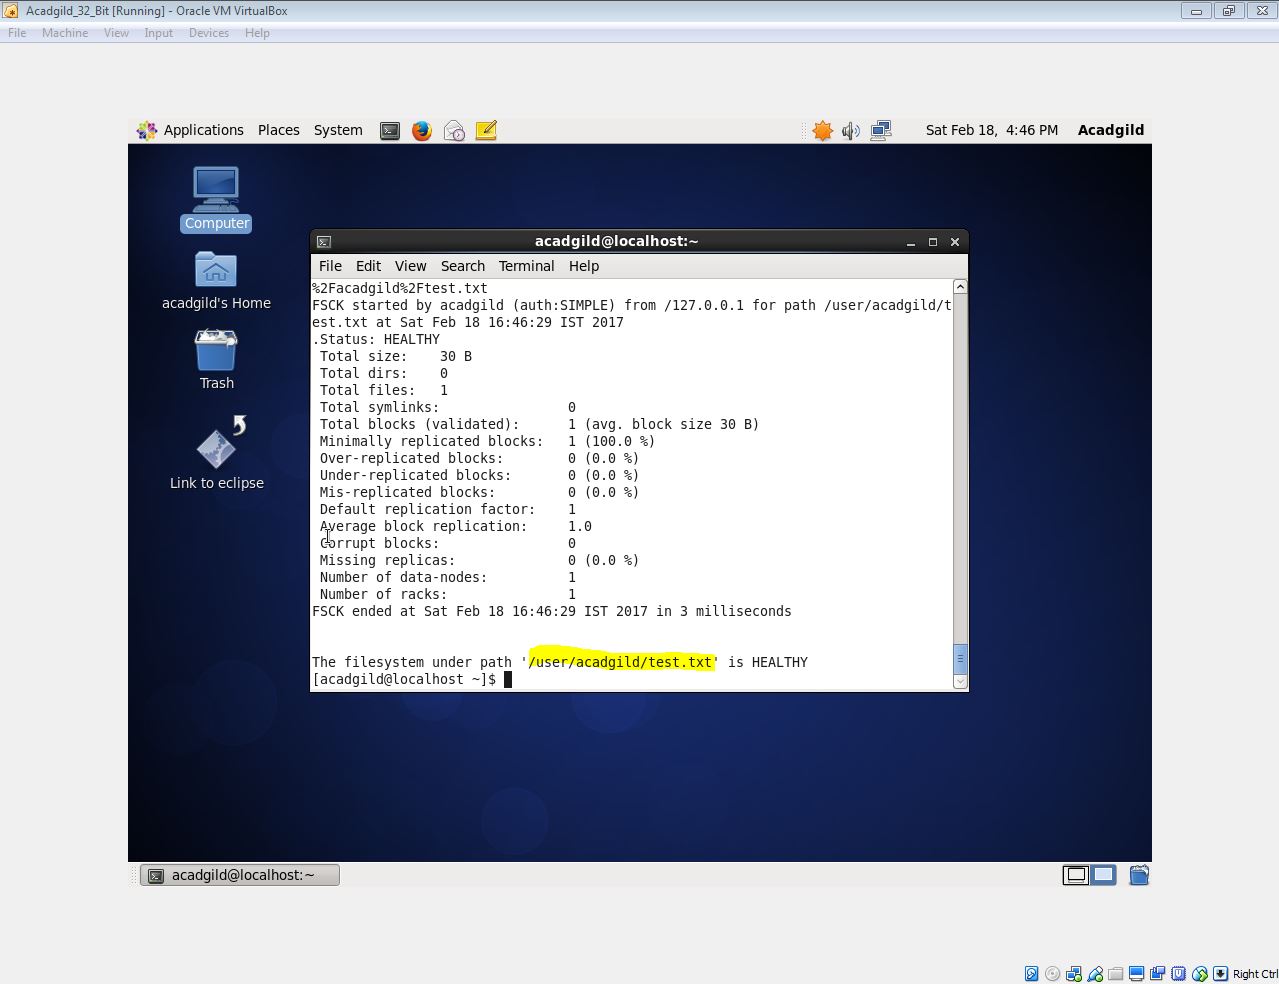 Acadgild_32_Bit [Running] - Oracle VM VirtualBox
File Machine View Input Devices Help
Applications Places System Sat Feb 18, 4:46 PM Acadgild
Computer
acadgild's Home
Trash
Link to eclipse
acadgild@localhost:~
File Edit View Search Terminal Help
%2Facadgild%2Ftest.txt
FSCK started by acadgild (auth:SIMPLE) from /127.0.0.1 for path /user/acadgild/t
est.txt at Sat Feb 18 16:46:29 IST 2017
.Status: HEALTHY
Total size: 30 B
Total dirs: 0
Total files: 1
Total symlinks: 0
Total blocks (validated): 1 (avg. block size 30 B)
Minimally replicated blocks: 1 (100.0 %)
Over-replicated blocks: 0 (0.0 %)
Under-replicated blocks: 0 (0.0 %)
Mis-replicated blocks: 0 (0.0 %)
Default replication factor: 1
Average block replication: 1.0
Corrupt blocks: 0
Missing replicas: 0 (0.0 %)
Number of data-nodes: 1
Number of racks: 1
FSCK ended at Sat Feb 18 16:46:29 IST 2017 in 3 milliseconds
The filesystem under path '/user/acadgild/test.txt' is HEALTHY
[acadgild@localhost ~]$
acadgild@localhost:~
Right Ctrl